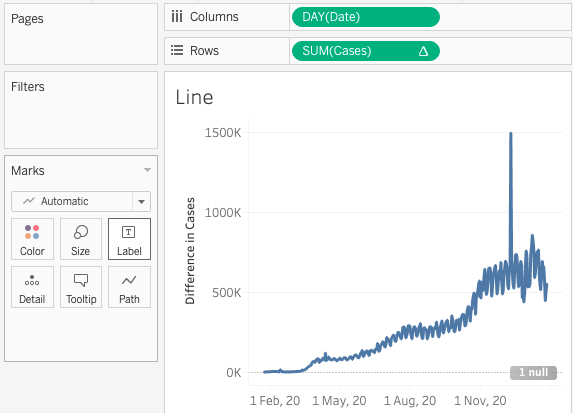 Pages
Columns
DAY(Date)
Rows
SUM(Cases) Δ
Filters
Marks
Automatic
Color
Size
T
Label
Detail
Tooltip
Path
Line
Difference in Cases
1500K
1000K
500K
0K
1 null
1 Feb, 20
1 May, 20
1 Aug, 20
1 Nov, 20